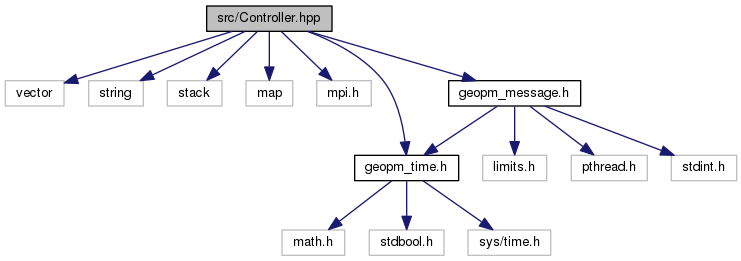 src/Controller.hpp
vector
string
stack
map
mpi.h
geopm_message.h
geopm_time.h
limits.h
pthread.h
stdint.h
math.h
stdbool.h
sys/time.h